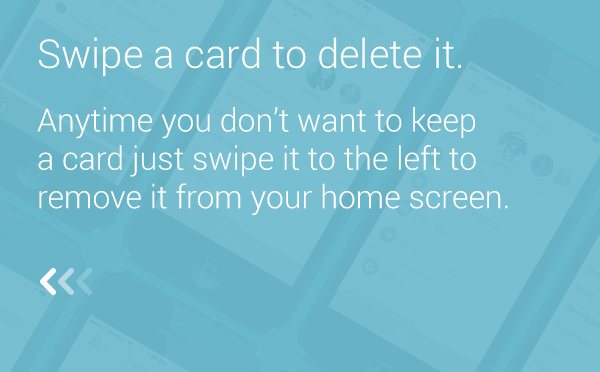 Swipe a card to delete it.
Anytime you don't want to keep
a card just swipe it to the left to
remove it from your home screen.